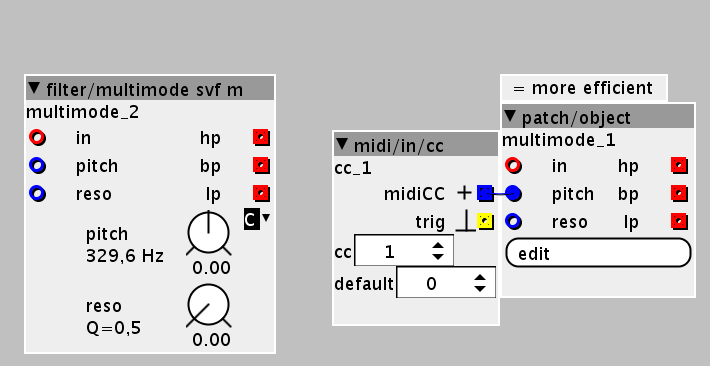 ▼ filter/multimode svf m
multimode_2
in hp
pitch bp
reso lp
C▼
pitch
329,6 Hz
0.00
reso
Q=0,5
0.00
▼ midi/in/cc
cc_1
midiCC +
trig
cc 1
default 0
= more efficient
▼ patch/object
multimode_1
in hp
pitch bp
reso lp
edit